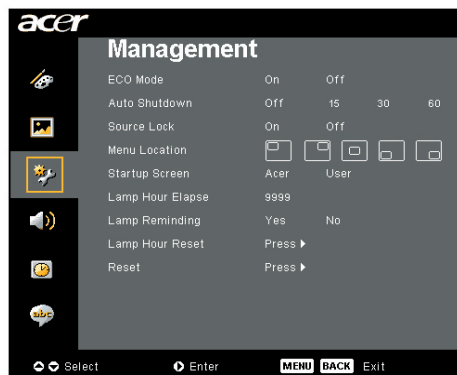 acer
Management
ECO Mode On Off
Auto Shutdown Off 15 30 60
Source Lock On Off
Menu Location
Startup Screen Acer User
Lamp Hour Elapse 9999
Lamp Reminding Yes No
Lamp Hour Reset Press
Reset Press
abc
Select Enter MENU BACK Exit